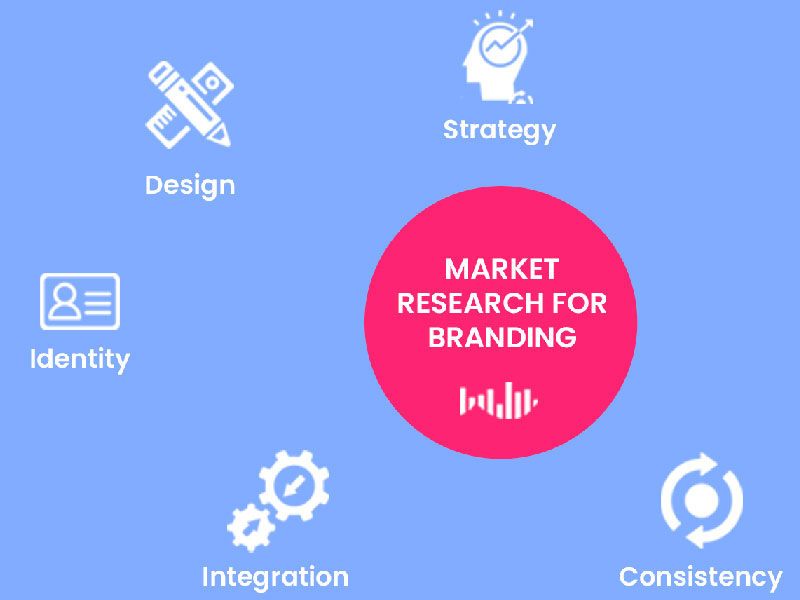 Strategy
Design
MARKET
RESEARCH FOR
BRANDING
Identity
Integration
Consistency